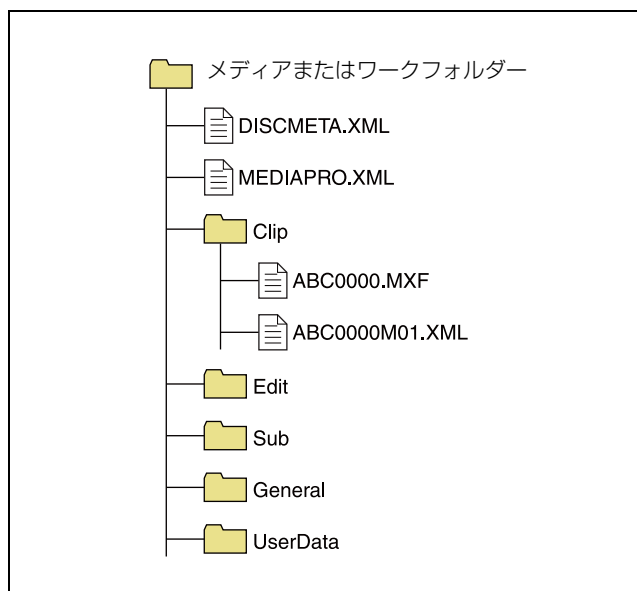 メディアまたはワークフォルダー
DISCMETA.XML
MEDIAPRO.XML
Clip
ABC0000.MXF
ABC0000M01.XML
Edit
Sub
General
UserData